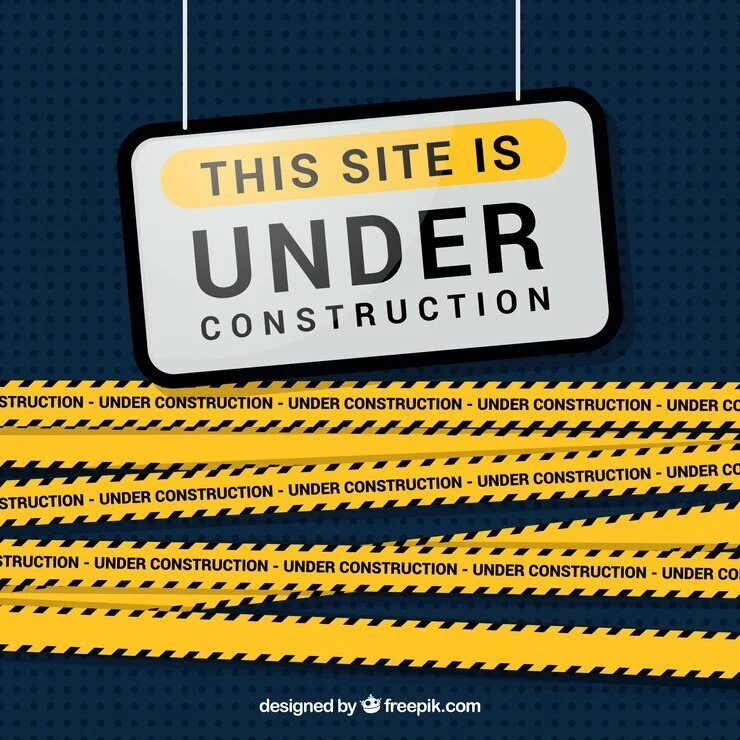 THIS SITE IS
UNDER
CONSTRUCTION
STRUCTION - UNDER CONSTRUCTION - UNDER CONSTRUCTION - UNDER CONSTRUCTION - UNDER CO
STRUCTION - UNDER CONSTRUCTION - UNDER CONSTRUCTION - UNDER CONSTRUCTION - UNDER CO
STRUCTION - UNDER CONSTRUCTION - UNDER CONSTRUCTION - UNDER CONSTRUCTION - UNDER CO
designed by freepik.com